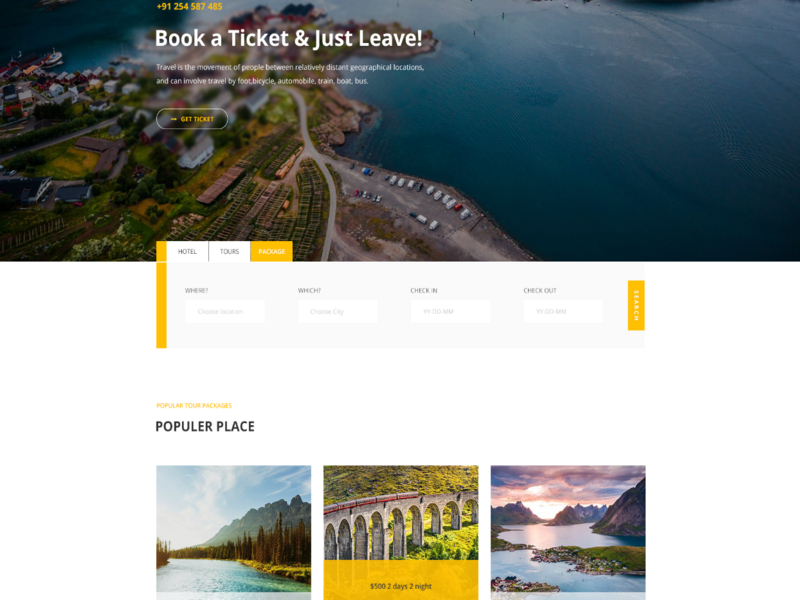 +91 254 587 485
Book a Ticket & Just Leave!
Travel is the movement of people between relatively distant geographical locations,
and can involve travel by foot,bicycle, automobile, train, boat, bus.
GET TICKET
HOTEL
TOURS
PACKAGE
WHERE?
WHICH?
CHECK IN
CHECK OUT
Choose location
Choose City
YY-DD-MM
YY-DD-MM
SEARCH
POPULAR TOUR PACKAGES
POPULER PLACE
$500 2 days 2 night